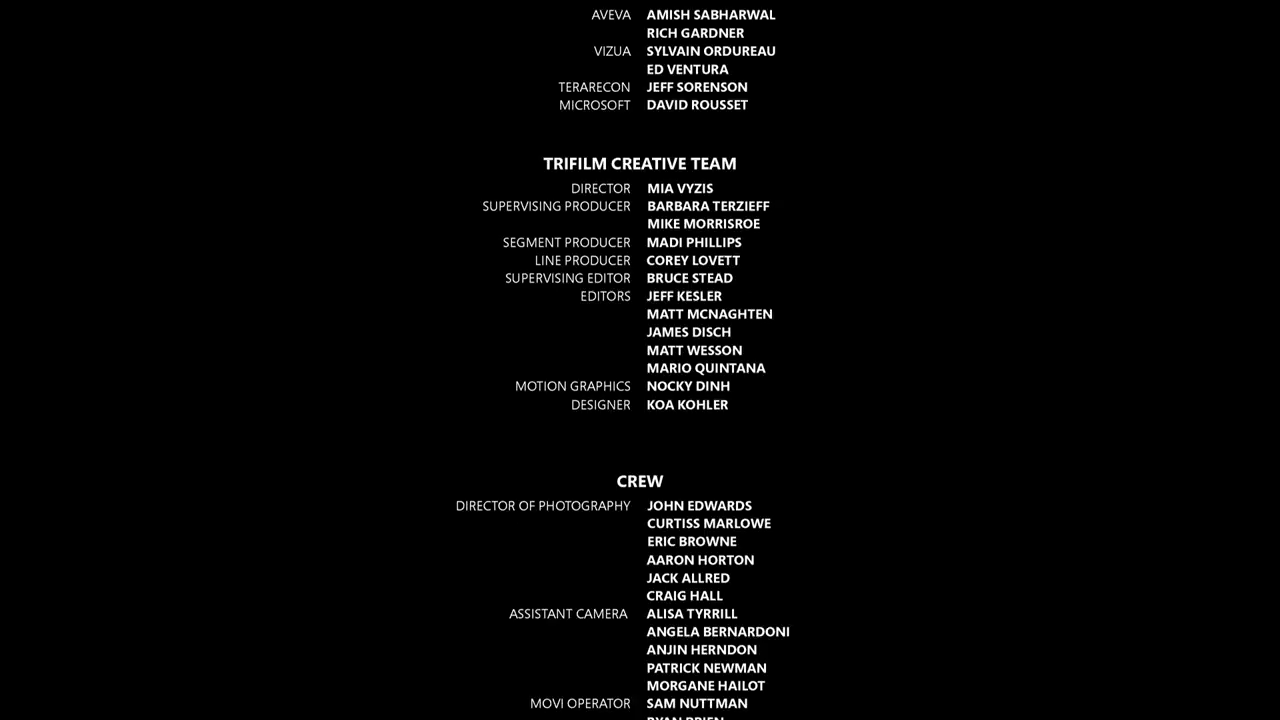 AVEVA AMISH SABHARWAL
RICH GARDNER
VIZUA SYLVAIN ORDUREAU
ED VENTURA
TERARECON JEFF SORENSON
MICROSOFT DAVID ROUSSET
TRIFILM CREATIVE TEAM
DIRECTOR MIA VYZIS
SUPERVISING PRODUCER BARBARA TERZIEFF
MIKE MORRISROE
SEGMENT PRODUCER MADI PHILLIPS
LINE PRODUCER COREY LOVETT
SUPERVISING EDITOR BRUCE STEAD
EDITORS JEFF KESLER
MATT MCNAGHTEN
JAMES DISCH
MATT WESSON
MARIO QUINTANA
MOTION GRAPHICS NOCKY DINH
DESIGNER KOA KOHLER
CREW
DIRECTOR OF PHOTOGRAPHY JOHN EDWARDS
CURTISS MARLOWE
ERIC BROWNE
AARON HORTON
JACK ALLRED
CRAIG HALL
ASSISTANT CAMERA ALISA TYRRILL
ANGELA BERNARDONI
ANJIN HERNDON
PATRICK NEWMAN
MORGANE HAILOT
MOVI OPERATOR SAM NUTTMAN
RYAN BRIEN